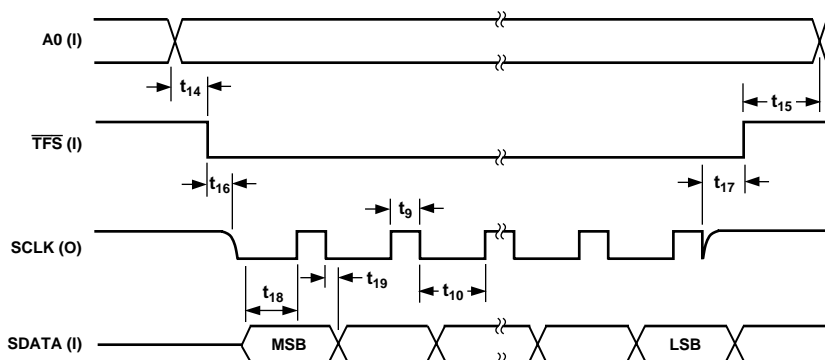 A0 (I)
t14
t15
TFS (I)
t16
t17
t9
SCLK (O)
t18
t19
t10
SDATA (I)
MSB
LSB